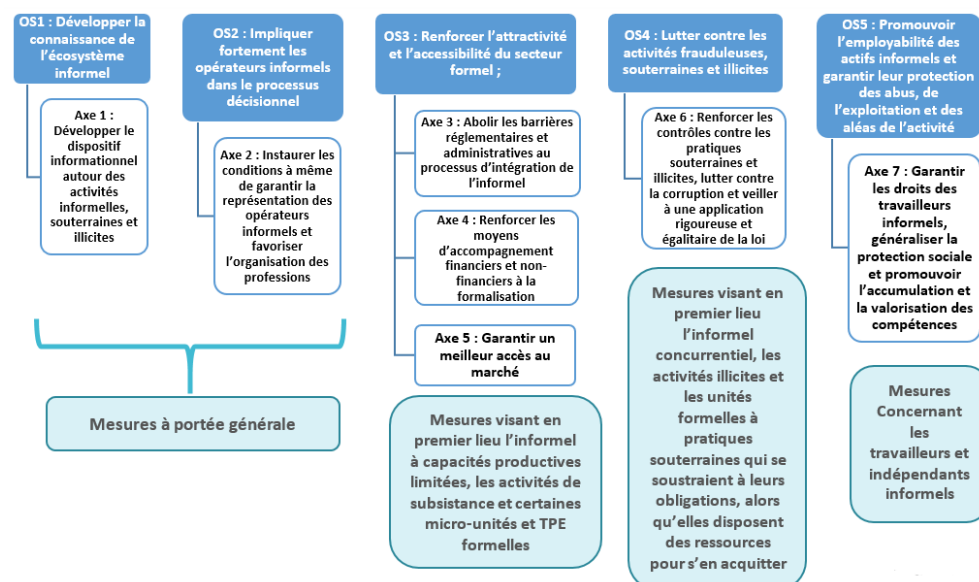 OS1 : Développer la
connaissance de
l'écosystème
informel
Axe 1 :
Développer le
dispositif
informationnel
autour des
activités
informelles,
souterraines et
illicites
OS2 : Impliquer
fortement les
opérateurs informels
dans le processus
décisionnel
Axe 2 : Instaurer les
conditions à même
de garantir la
représentation des
opérateurs
informels et
favoriser
l'organisation des
professions
Mesures à portée générale
OS3 : Renforcer l'attractivité
et l'accessibilité du secteur
formel ;
Axe 3 : Abolir les barrières
réglementaires et
administratives au
processus d'intégration de
l'informel
Axe 4 : Renforcer les
moyens
d'accompagnement
financiers et non-
financiers à la
formalisation
Axe 5 : Garantir un
meilleur accès au
marché
Mesures visant en
premier lieu l'informel
à capacités productives
limitées, les activités de
subsistance et certaines
micro-unités et TPE
formelles
OS4 : Lutter contre les
activités frauduleuses,
souterraines et illicites
Axe 6 : Renforcer les
contrôles contre les
pratiques
souterraines et
illicites, lutter contre
la corruption et veiller
à une application
rigoureuse et
égalitaire de la loi
Mesures visant en
premier lieu
l'informel
concurrentiel, les
activités illicites et
les unités
formelles à
pratiques
souterraines qui se
soustraient à leurs
obligations, alors
qu'elles disposent
des ressources
pour s'en acquitter
OS5 : Promouvoir
l'employabilité des
actifs informels et
garantir leur protection
des abus, de
l'exploitation et des
aléas de l'activité
Axe 7 : Garantir
les droits des
travailleurs
informels,
généraliser la
protection sociale
et promouvoir
l'accumulation et
la valorisation des
compétences
Mesures
Concernant
les
travailleurs et
indépendants
informels